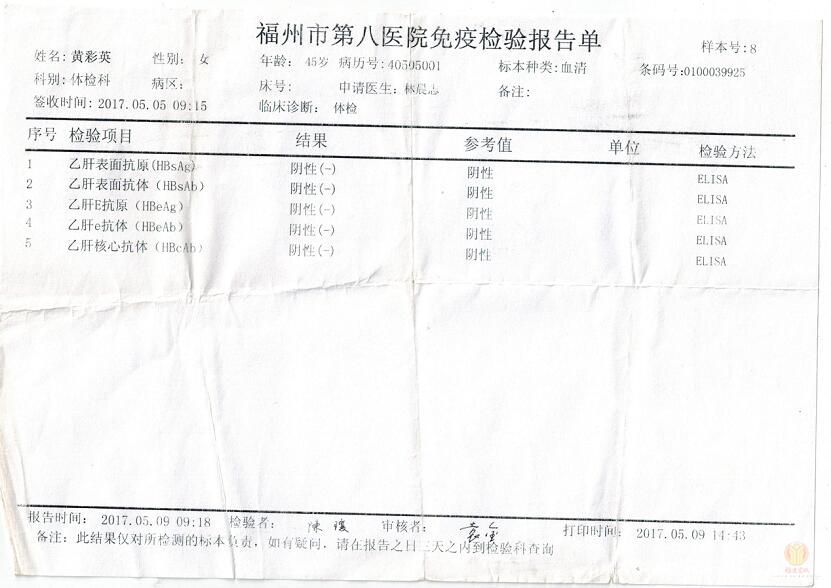 福州市第八医院免疫检验报告单
样本号:8
姓名:黄彩英 性别: 女 年龄: 45岁 病历号:40505001 标本种类:血清 条码号:0100039925
科别:体检科 病区: 床号: 申请医生:林晨志 备注:
签收时间:2017.05.05 09:15 临床诊断: 体检
序号 检验项目 结果 参考值 单位 检验方法
1 乙肝表面抗原(HBsAg) 阴性(-) 阴性 ELISA
2 乙肝表面抗体(HBsAb) 阴性(-) 阴性 ELISA
3 乙肝E抗原(HBeAg) 阴性(-) 阴性 ELISA
4 乙肝e抗体(HBeAb) 阴性(-) 阴性 ELISA
5 乙肝核心抗体(HBcAb) 阴性(-) 阴性 ELISA
报告时间: 2017.05.09 09:18 检验者: 陳 审核者: 打印时间: 2017.05.09 14:43
备注:此结果仅对所检测的标本负责,如有疑问,请在报告之日三天之内到检验科查询